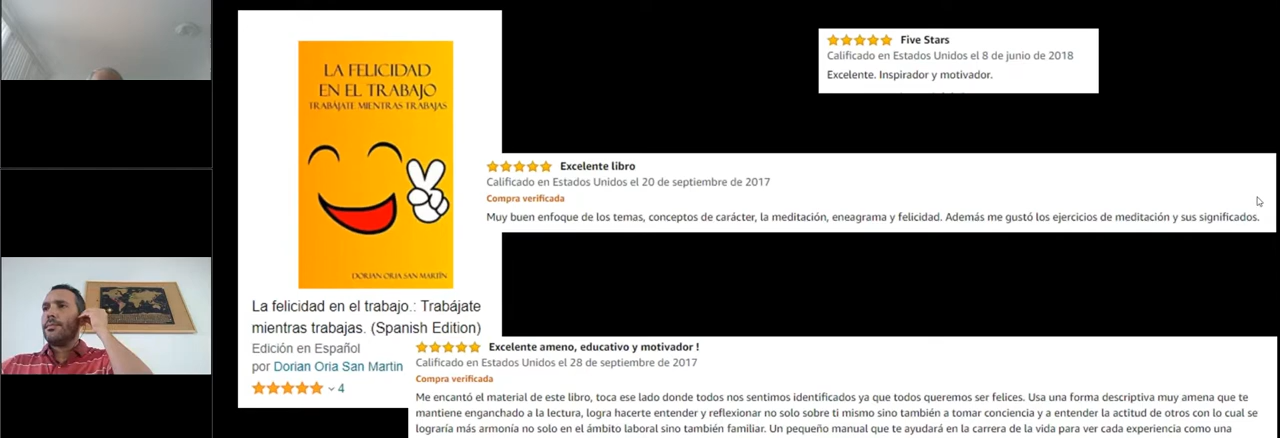 LA FELICIDAD
EN EL TRABAJO
TRABÁJATE MIENTRAS TRABAJAS
DORIAN ORIA SAN MARTÍN
La felicidad en el trabajo.: Trabájate
mientras trabajas. (Spanish Edition)
Edición en Español
por Dorian Oria San Martin
4
Five Stars
Calificado en Estados Unidos el 8 de junio de 2018
Excelente. Inspirador y motivador.
Excelente libro
Calificado en Estados Unidos el 20 de septiembre de 2017
Compra verificada
Muy buen enfoque de los temas, conceptos de carácter, la meditación, eneagrama y felicidad. Además me gustó los ejercicios de meditación y sus significados.
Excelente ameno, educativo y motivador !
Calificado en Estados Unidos el 28 de septiembre de 2017
Compra verificada
Me encantó el material de este libro, toca ese lado donde todos nos sentimos identificados ya que todos queremos ser felices. Usa una forma descriptiva muy amena que te
mantiene enganchado a la lectura, logra hacerte entender y reflexionar no solo sobre ti mismo sino también a tomar conciencia y a entender la actitud de otros con lo cual se
lograría más armonía no solo en el ámbito laboral sino también familiar. Un pequeño manual que te ayudará en la carrera de la vida para ver cada experiencia como una